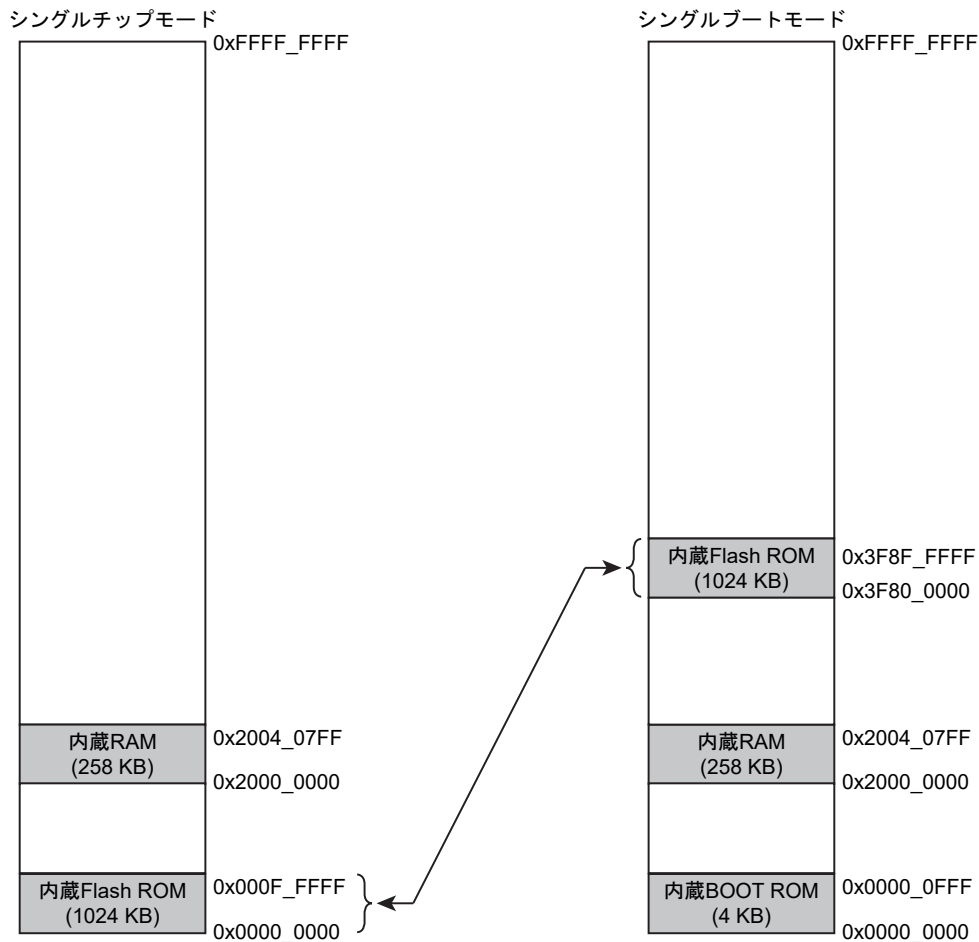 シングルチップモード
0xFFFF_FFFF
内蔵RAM
(258 KB)
0x2004_07FF
0x2000_0000
内蔵Flash ROM
(1024 KB)
0x000F_FFFF
0x0000_0000
シングルブートモード
0xFFFF_FFFF
内蔵Flash ROM
(1024 KB)
0x3F8F_FFFF
0x3F80_0000
内蔵RAM
(258 KB)
0x2004_07FF
0x2000_0000
内蔵BOOT ROM
(4 KB)
0x0000_0FFF
0x0000_0000